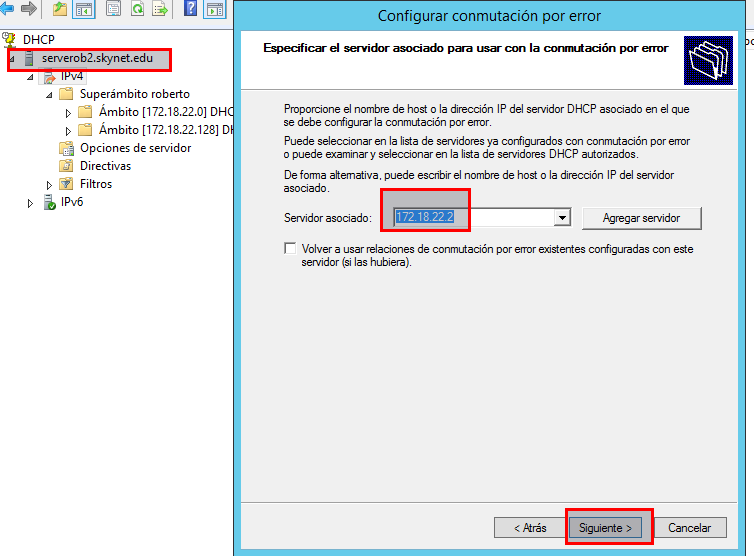 DHCP
serverob2.skynet.edu
IPv4
Superámbito roberto
Ámbito [172.18.22.0] DHC
Ámbito [172.18.22.128] DH
Opciones de servidor
Directivas
Filtros
IPv6
Configurar conmutación por error
Especificar el servidor asociado para usar con la conmutación por error
Proporcione el nombre de host o la dirección IP del servidor DHCP asociado en el que
se debe configurar la conmutación por error.
Puede seleccionar en la lista de servidores ya configurados con conmutación por error
o puede examinar y seleccionar en la lista de servidores DHCP autorizados.
De forma alternativa, puede escribir el nombre de host o la dirección IP del servidor
asociado.
Servidor asociado:
172.18.22.2
Agregar servidor
Volver a usar relaciones de conmutación por error existentes configuradas con este
servidor (si las hubiera).
< Atrás
Siguiente >
Cancelar